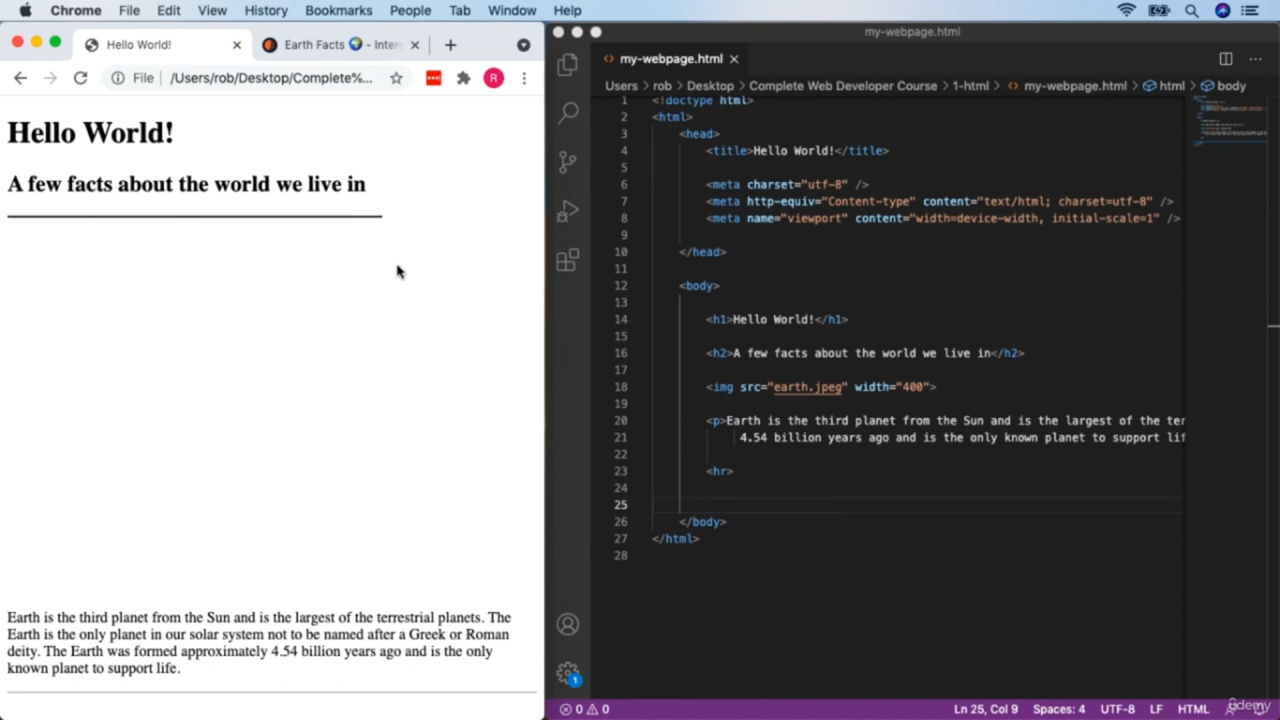 Chrome File Edit View History Bookmarks People Tab Window Help
Hello World!
Earth Facts 🌍 - Inter
File /Users/rob/Desktop/Complete%...
R
Hello World!
A few facts about the world we live in
Earth is the third planet from the Sun and is the largest of the terrestrial planets. The
Earth is the only planet in our solar system not to be named after a Greek or Roman
deity. The Earth was formed approximately 4.54 billion years ago and is the only
known planet to support life.
my-webpage.html
<> my-webpage.html ×
Users > rob > Desktop > Complete Web Developer Course > 1-html > <> my-webpage.html > html > body
1 <!doctype html>
2 <html>
3 <head>
4 <title>Hello World!</title>
5
6 <meta charset="utf-8" />
7 <meta http-equiv="Content-type" content="text/html; charset=utf-8" />
8 <meta name="viewport" content="width=device-width, initial-scale=1" />
9
10 </head>
11
12 <body>
13
14 <h1>Hello World!</h1>
15
16 <h2>A few facts about the world we live in</h2>
17
18 <img src="earth.jpeg" width="400">
19
20 <p>Earth is the third planet from the Sun and is the largest of the ter
21 4.54 billion years ago and is the only known planet to support lif
22
23 <hr>
24
25
26 </body>
27 </html>
28
1
0 0 Ln 25, Col 9 Spaces: 4 UTF-8 LF HTML
udemy